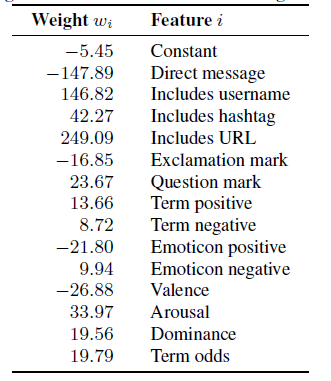 Weight wi Feature i
−5.45 Constant
−147.89 Direct message
146.82 Includes username
42.27 Includes hashtag
249.09 Includes URL
−16.85 Exclamation mark
23.67 Question mark
13.66 Term positive
8.72 Term negative
−21.80 Emoticon positive
9.94 Emoticon negative
−26.88 Valence
33.97 Arousal
19.56 Dominance
19.79 Term odds